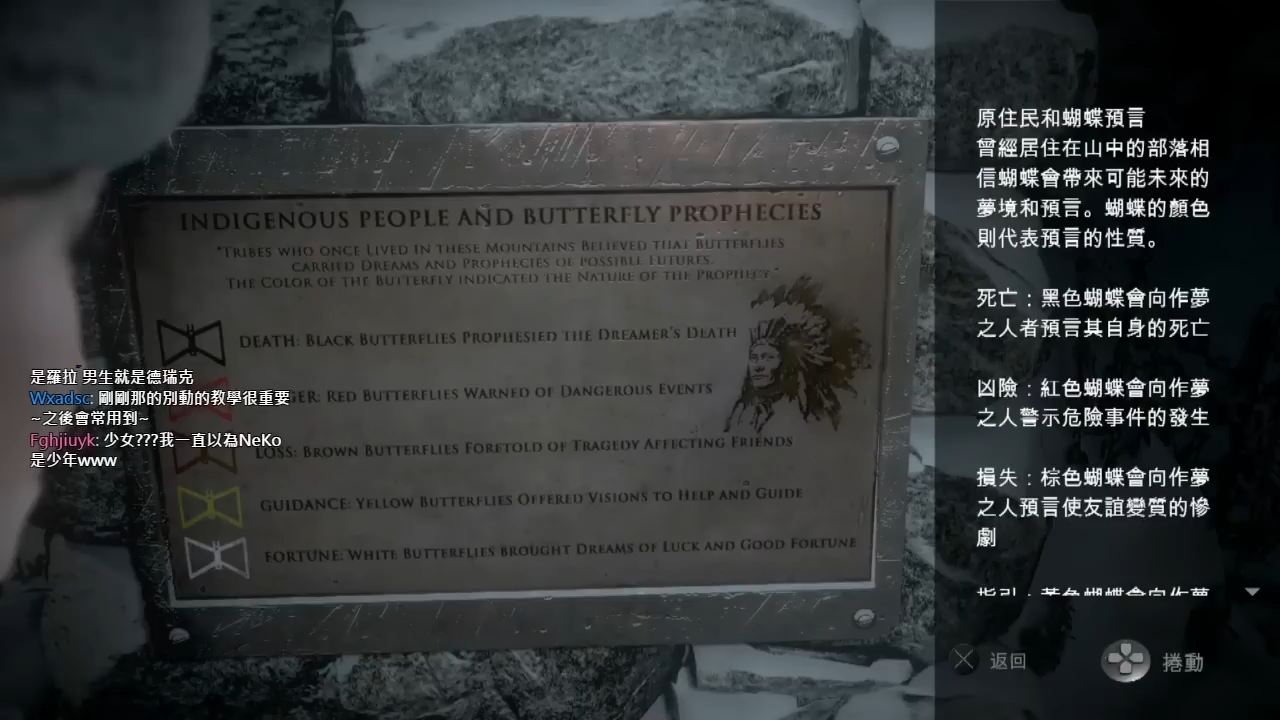 INDIGENOUS PEOPLE AND BUTTERFLY PROPHECIES
"TRIBES WHO ONCE LIVED IN THESE MOUNTAINS BELIEVED THAT BUTTERFLIES
CARRIED DREAMS AND PROPHECIES OF POSSIBLE FUTURES.
THE COLOR OF THE BUTTERFLY INDICATED THE NATURE OF THE PROPHECY."
DEATH: BLACK BUTTERFLIES PROPHESIED THE DREAMER'S DEATH
RED BUTTERFLIES WARNED OF DANGEROUS EVENTS
LOSS: BROWN BUTTERFLIES FORETOLD OF TRAGEDY AFFECTING FRIENDS
GUIDANCE: YELLOW BUTTERFLIES OFFERED VISIONS TO HELP AND GUIDE
FORTUNE: WHITE BUTTERFLIES BROUGHT DREAMS OF LUCK AND GOOD FORTUNE
是羅拉 男生就是德瑞克
Wxadsc: 剛剛那的別動的教學很重要
~之後會常用到~
Fghjiuyk: 少女???我一直以為NeKo
是少年www
原住民和蝴蝶預言
曾經居住在山中的部落相
信蝴蝶會帶來可能未來的
夢境和預言。蝴蝶的顏色
則代表預言的性質。
死亡：黑色蝴蝶會向作夢
之人者預言其自身的死亡
凶險：紅色蝴蝶會向作夢
之人警示危險事件的發生
損失：棕色蝴蝶會向作夢
之人預言使友誼變質的慘
劇
指引：黃色蝴蝶會向作夢
返回
捲動